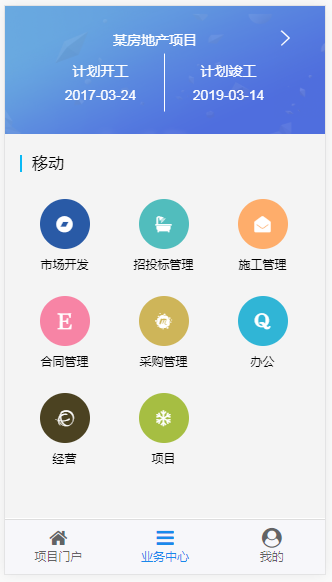 某房地产项目
计划开工 计划竣工
2017-03-24 2019-03-14
移动
市场开发 招投标管理 施工管理
E Q
合同管理 采购管理 办公
经营 项目
项目门户 业务中心 我的